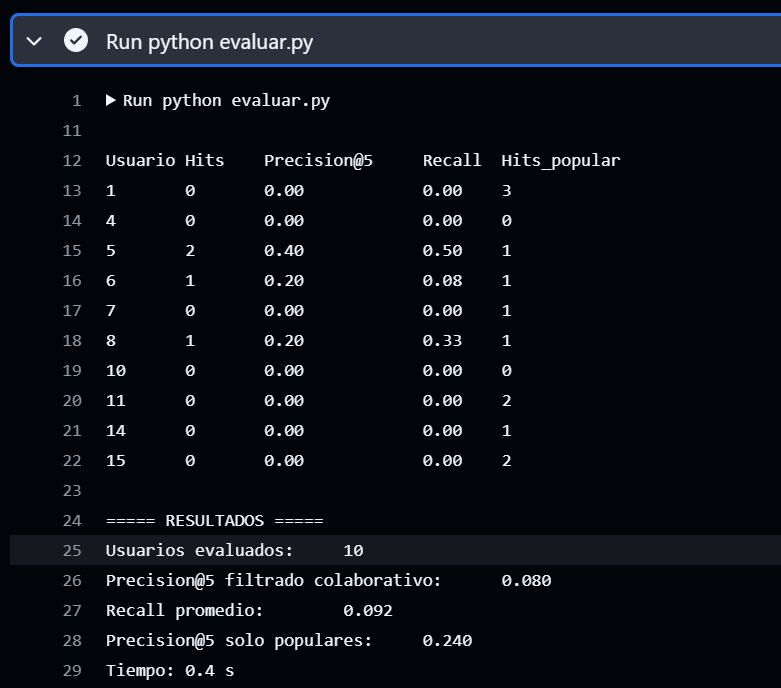 Run python evaluar.py
1 Run python evaluar.py
11
12 Usuario Hits Precision@5 Recall Hits_popular
13 1 0 0.00 0.00 3
14 4 0 0.00 0.00 0
15 5 2 0.40 0.50 1
16 6 1 0.20 0.08 1
17 7 0 0.00 0.00 1
18 8 1 0.20 0.33 1
19 10 0 0.00 0.00 0
20 11 0 0.00 0.00 2
21 14 0 0.00 0.00 1
22 15 0 0.00 0.00 2
23
24 ===== RESULTADOS =====
25 Usuarios evaluados: 10
26 Precision@5 filtrado colaborativo: 0.080
27 Recall promedio: 0.092
28 Precision@5 solo populares: 0.240
29 Tiempo: 0.4 s